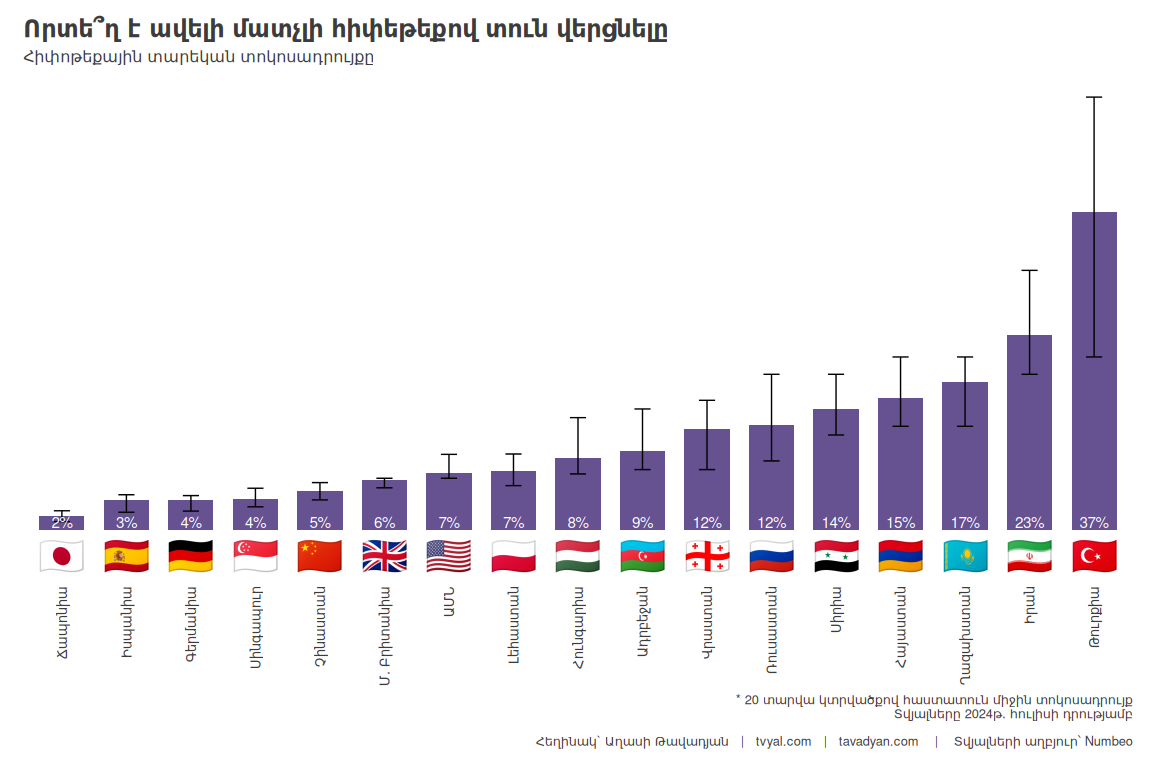 Որտե՞ղ է ավելի մատչլի հիփեթեքով տուն վերցնելը
Հիփոթեքային տարեկան տոկոսադրույքը
2% 3% 4% 4% 5% 6% 7% 7% 8% 9% 12% 12% 14% 15% 17% 23% 37%
Ճապոնիա
Իսպանիա
Գերմանիա
Սինգապուր
Չինաստան
Մ. Բրիտանիա
ԱՄՆ
Լեհաստան
Հունգարիա
Ադրբեջան
Վրաստան
Ռուսաստան
Սիրիա
Հայաստան
Ղազախստան
Իրան
Թուրքիա
* 20 տարվա կտրվածքով հաստատուն միջին տոկոսադրույք
Տվյալները 2024թ. հուլիսի դրությամբ
Հեղինակ՝ Աղասի Թավադյան | tvyal.com | tavadyan.com | Տվյալների աղբյուր՝ Numbeo